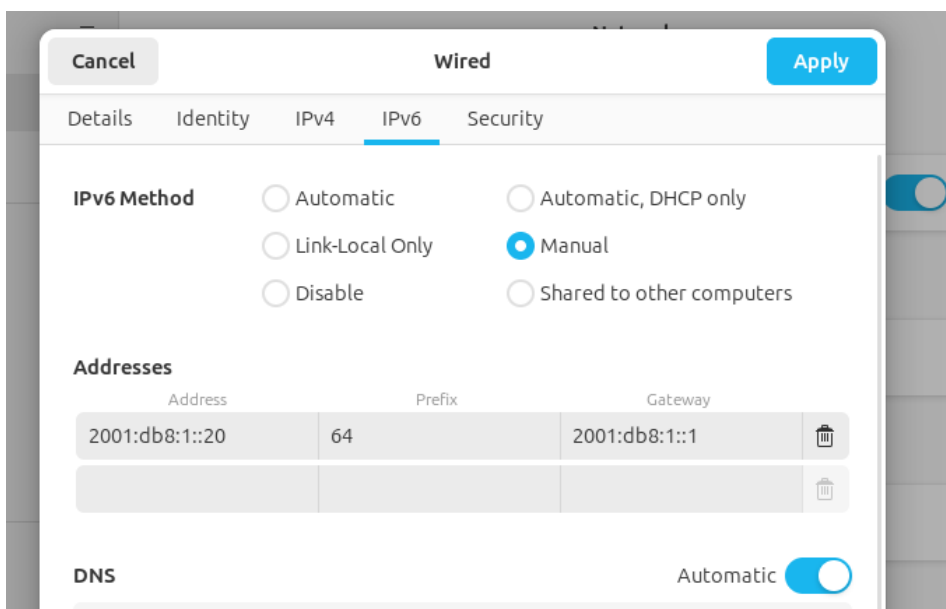 Cancel Wired Apply
Details Identity IPv4 IPv6 Security
IPv6 Method Automatic Automatic, DHCP only
Link-Local Only Manual
Disable Shared to other computers
Addresses
Address Prefix Gateway
2001:db8:1::20 64 2001:db8:1::1
DNS Automatic